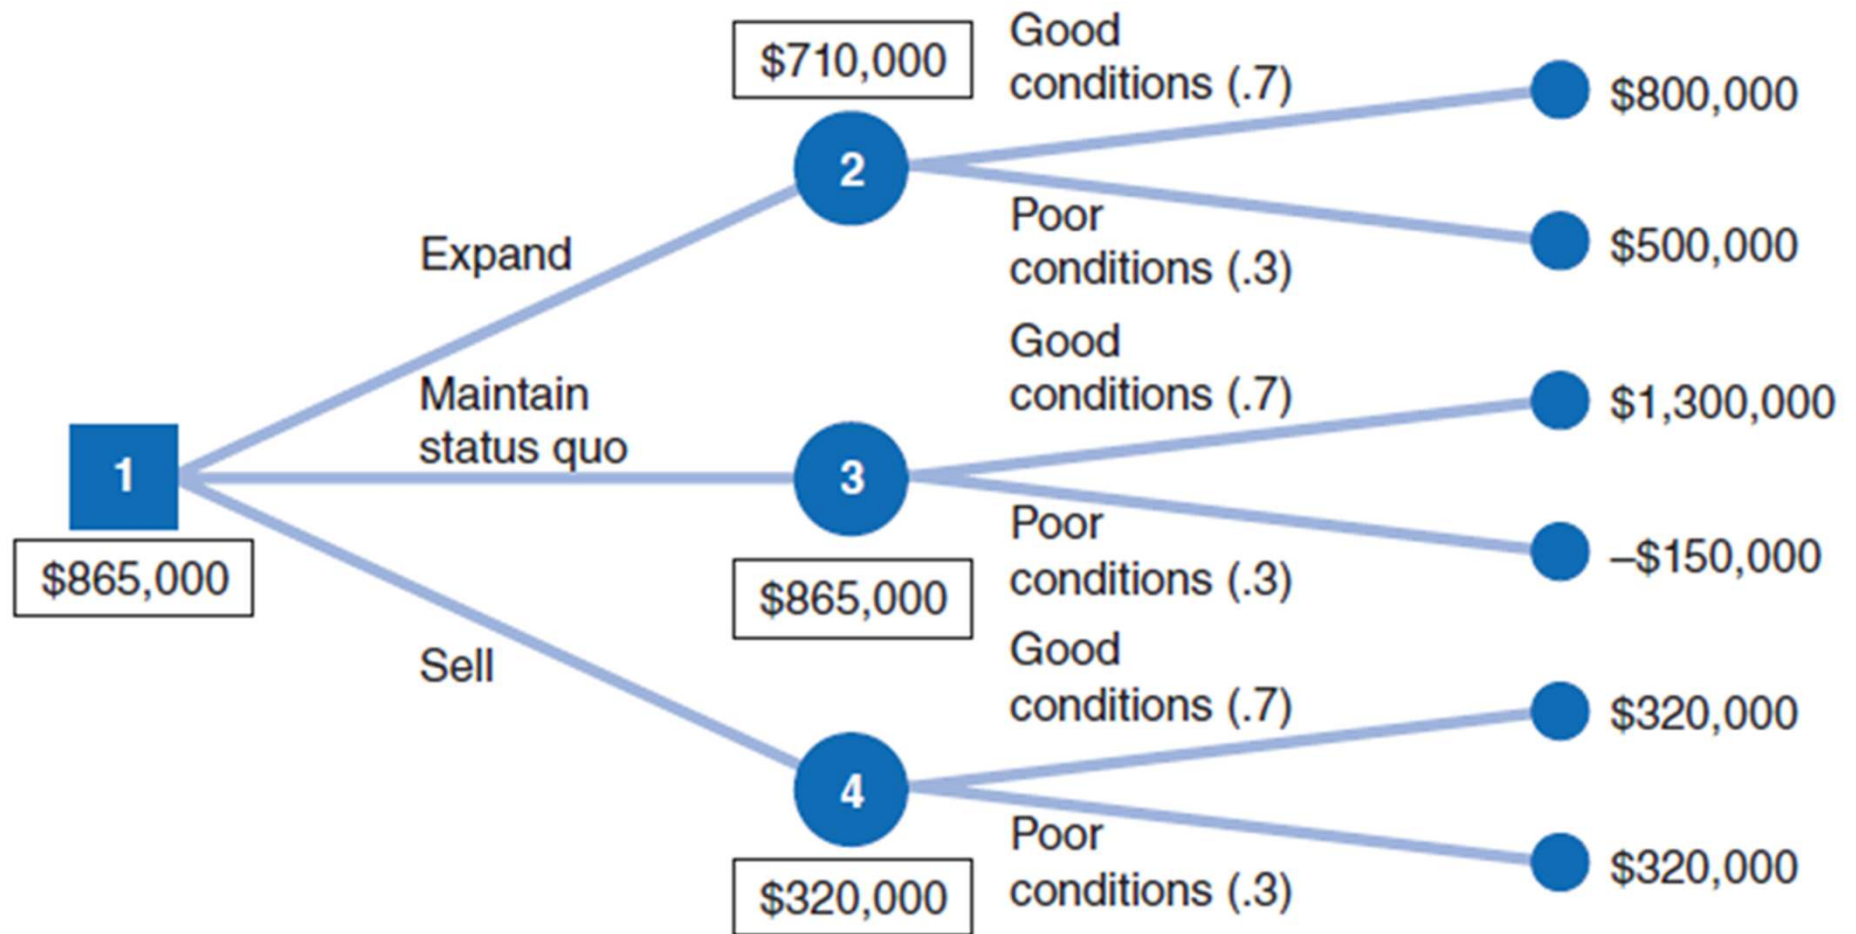 $710,000
Good
conditions (.7)
$800,000
2
Poor
conditions (.3)
$500,000
Expand
Good
conditions (.7)
$1,300,000
Maintain
status quo
1
3
$865,000
Poor
conditions (.3)
–$150,000
$865,000
Sell
Good
conditions (.7)
$320,000
4
Poor
conditions (.3)
$320,000
$320,000